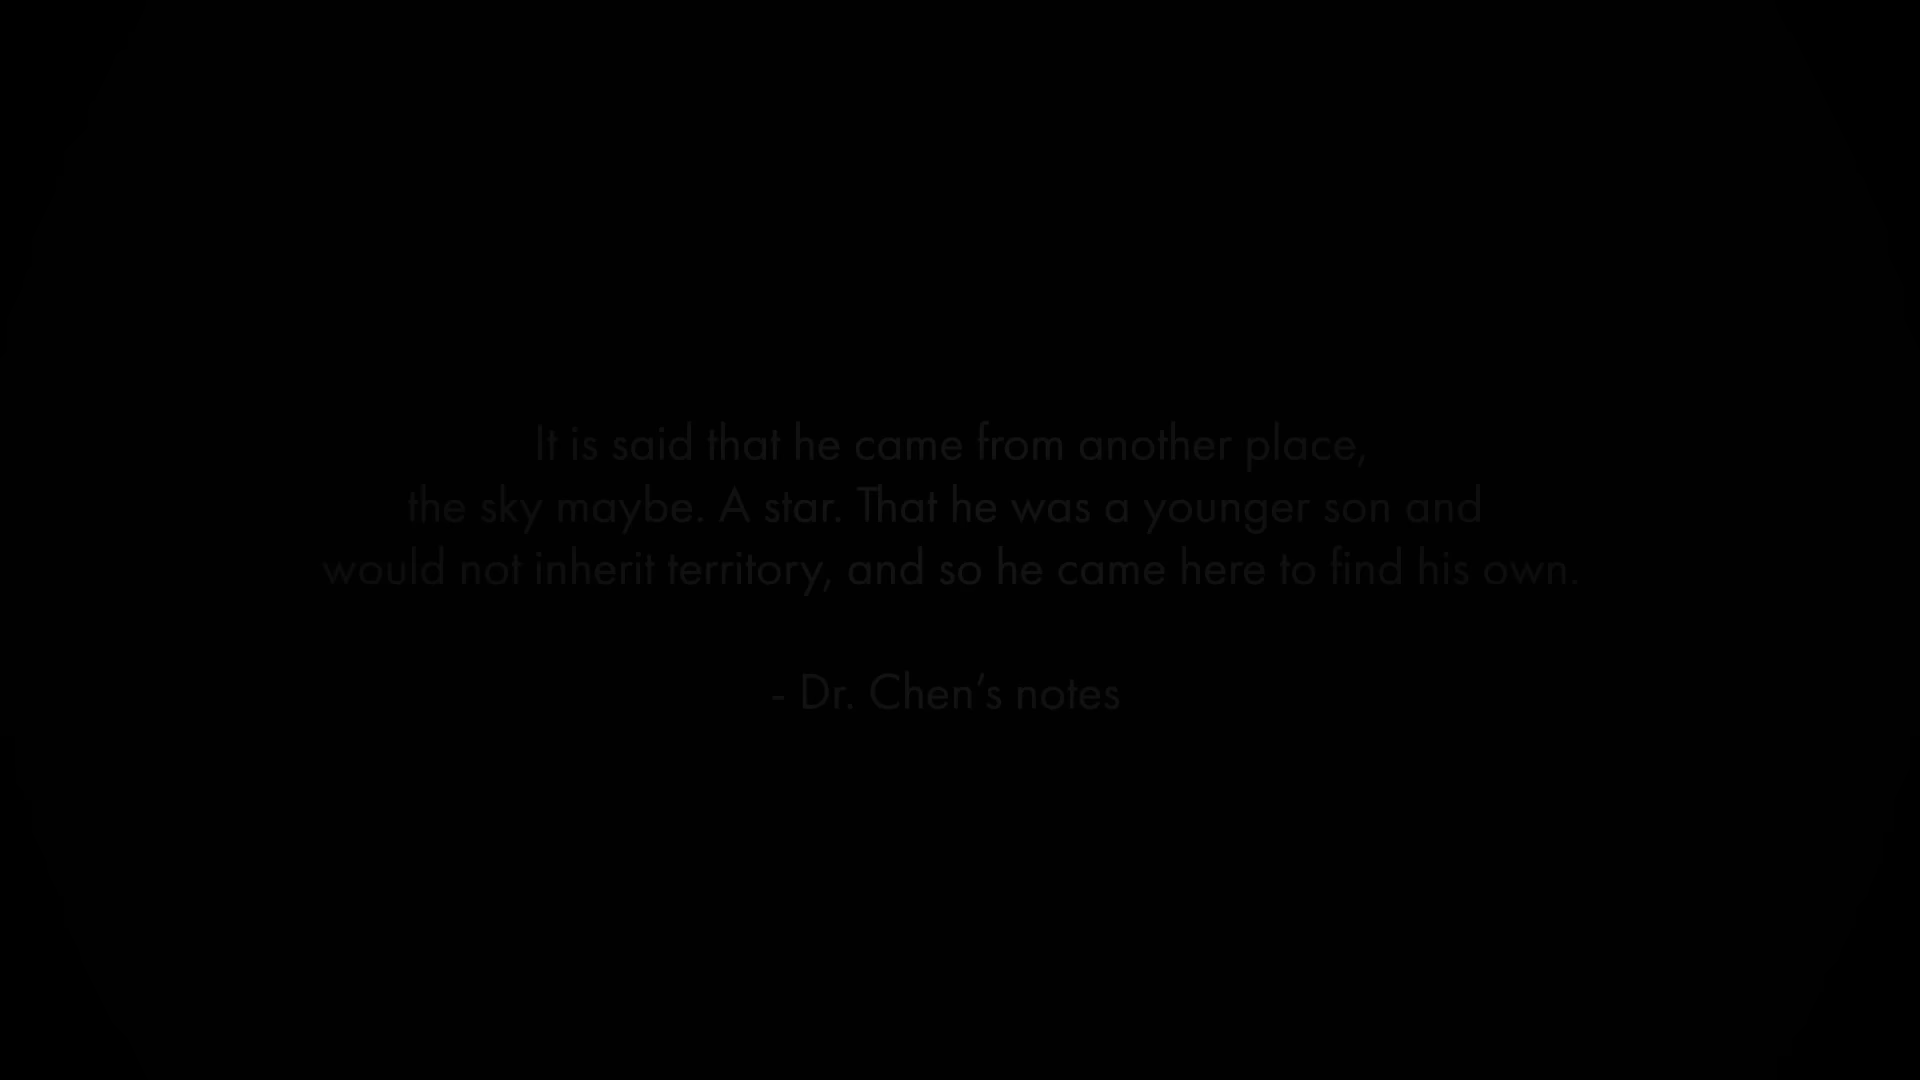 It is said that he came from another place,
the sky maybe. A star. That he was a younger son and
would not inherit territory, and so he came here to find his own.
- Dr. Chen’s notes